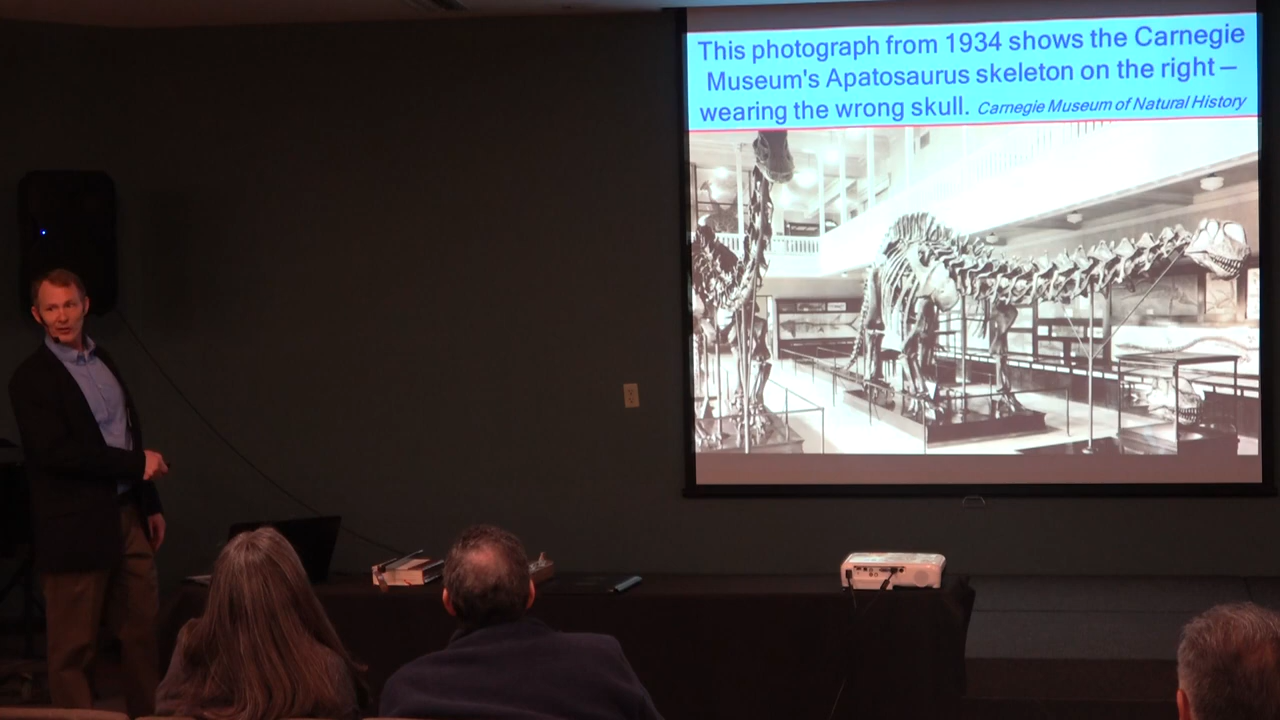 This photograph from 1934 shows the Carnegie
Museum's Apatosaurus skeleton on the right –
wearing the wrong skull. Carnegie Museum of Natural History